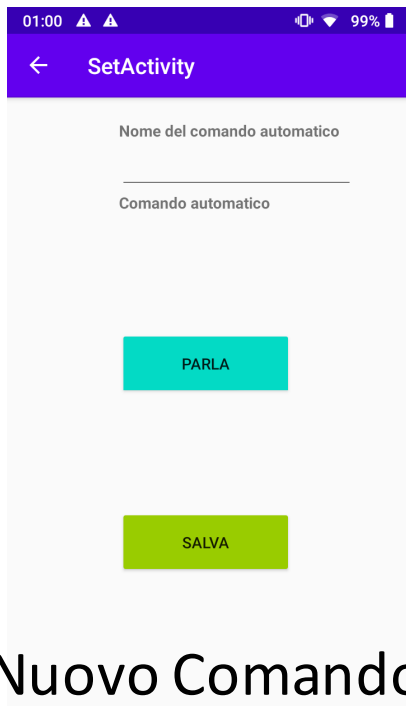 01:00 99%
SetActivity
Nome del comando automatico
Comando automatico
PARLA
SALVA
Nuovo Comando